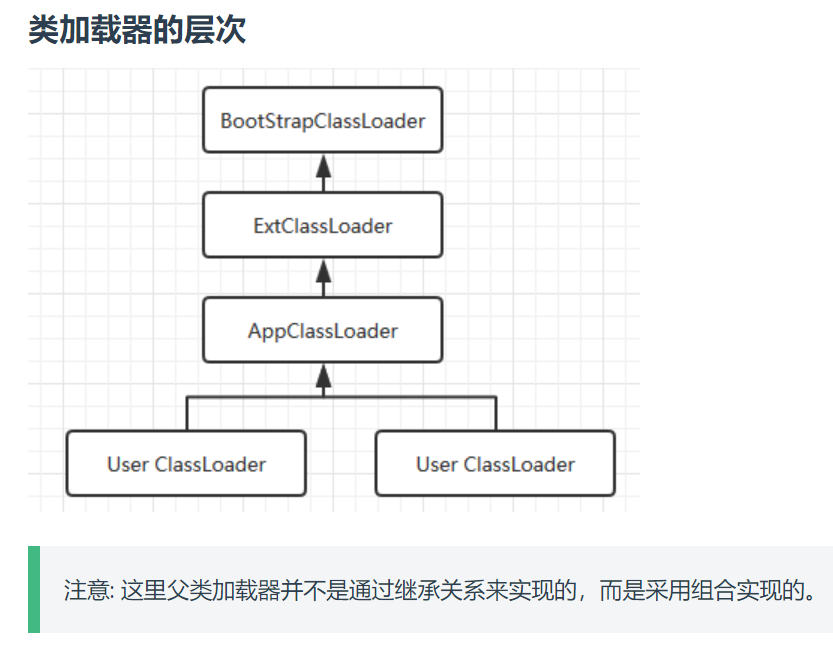 类加载器的层次
BootStrapClassLoader
ExtClassLoader
AppClassLoader
User ClassLoader
User ClassLoader
注意: 这里父类加载器并不是通过继承关系来实现的，而是采用组合实现的。